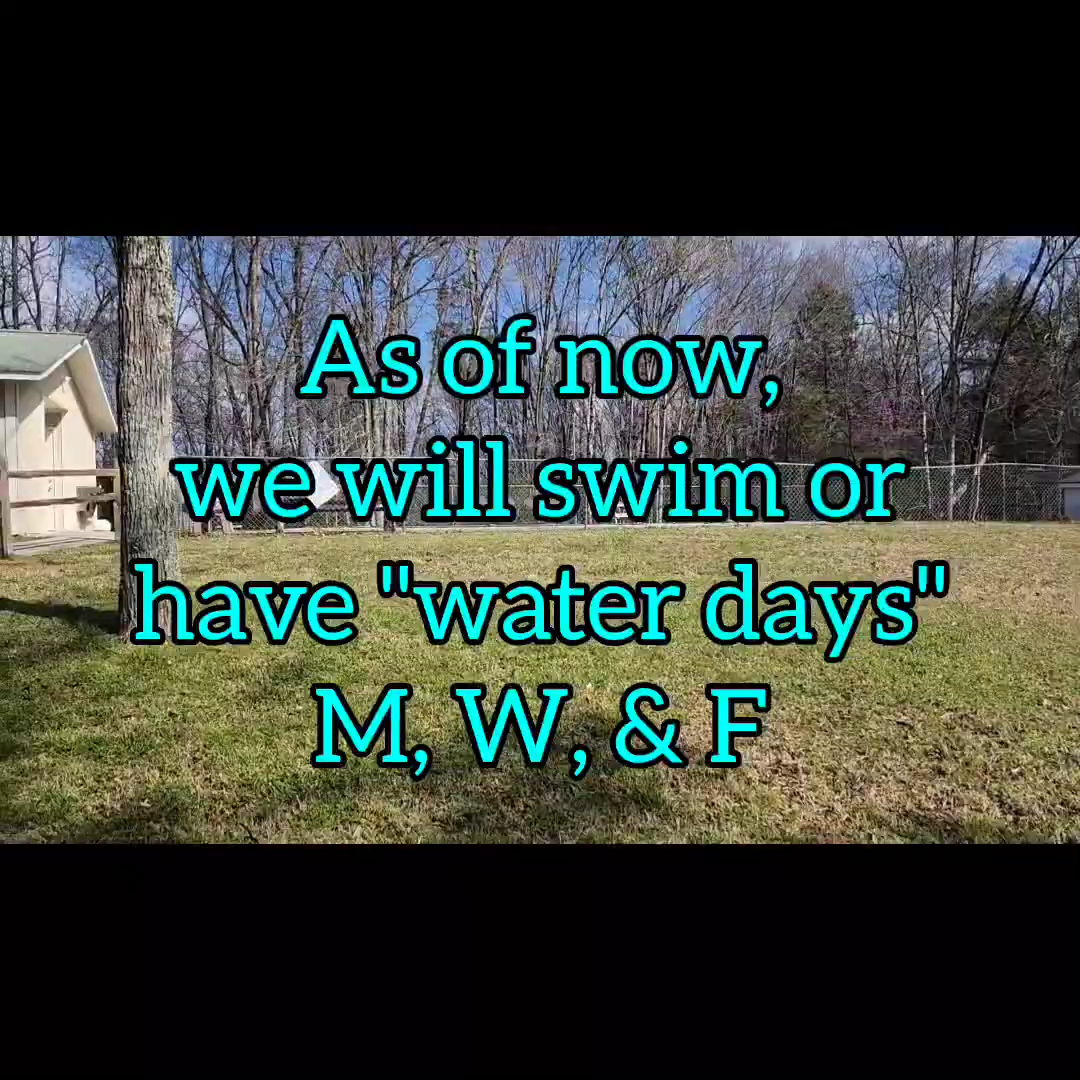 As of now,
we will swim or
have "water days"
M, W, & F